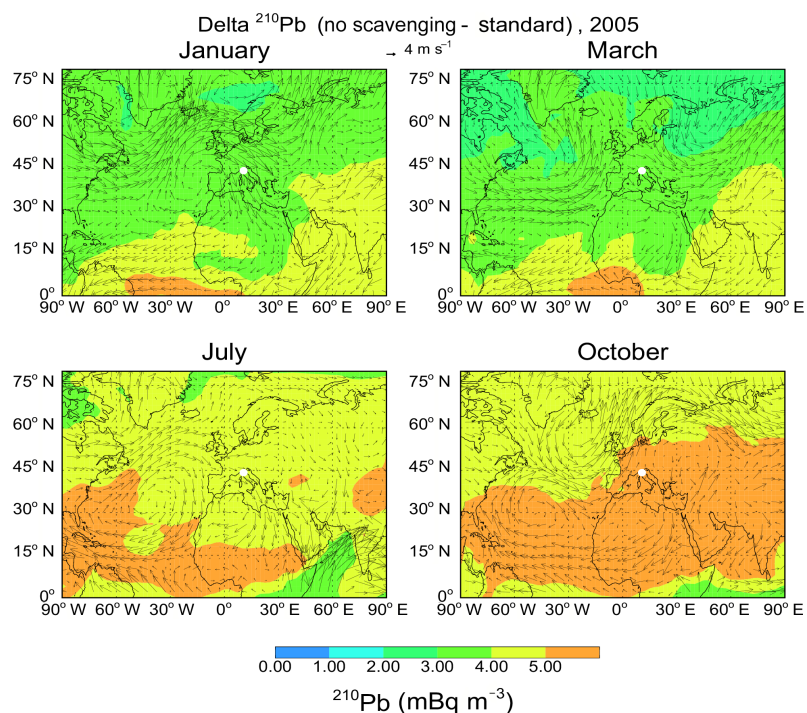 Delta ²¹⁰Pb (no scavenging - standard) , 2005
→ 4 m s⁻¹
January
March
75° N
60° N
45° N
30° N
15° N
0°
90° W 60° W 30° W 0° 30° E 60° E 90° E
75° N
60° N
45° N
30° N
15° N
0°
90° W 60° W 30° W 0° 30° E 60° E 90° E
July
October
75° N
60° N
45° N
30° N
15° N
0°
90° W 60° W 30° W 0° 30° E 60° E 90° E
75° N
60° N
45° N
30° N
15° N
0°
90° W 60° W 30° W 0° 30° E 60° E 90° E
0.00 1.00 2.00 3.00 4.00 5.00
²¹⁰Pb (mBq m⁻³)